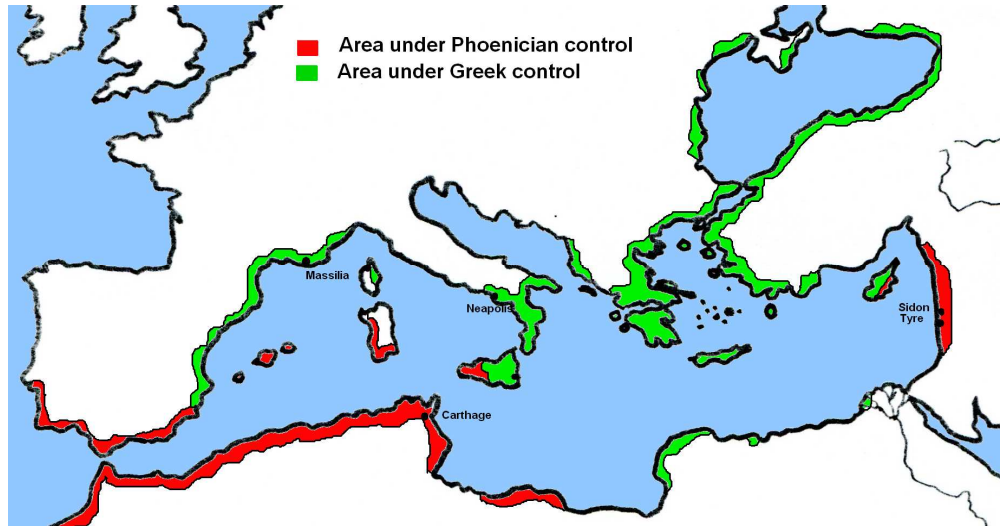 Area under Phoenician control
Area under Greek control
Massilia
Neapolis
Sidon
Tyre
Carthage